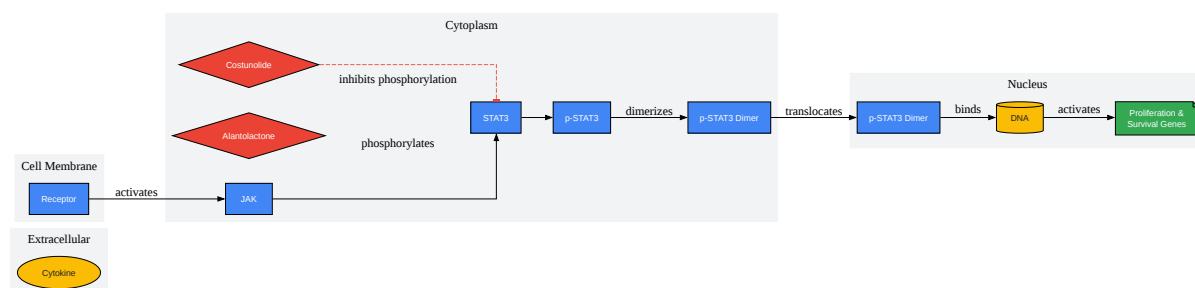 Cytoplasm
Costunolide
inhibits phosphorylation
Nucleus
STAT3
p-STAT3
dimerizes
p-STAT3 Dimer
translocates
p-STAT3 Dimer
binds
DNA
activates
Proliferation &
Survival Genes
Alantolactone
phosphorylates
Cell Membrane
Receptor
activates
JAK
Extracellular
Cytokine